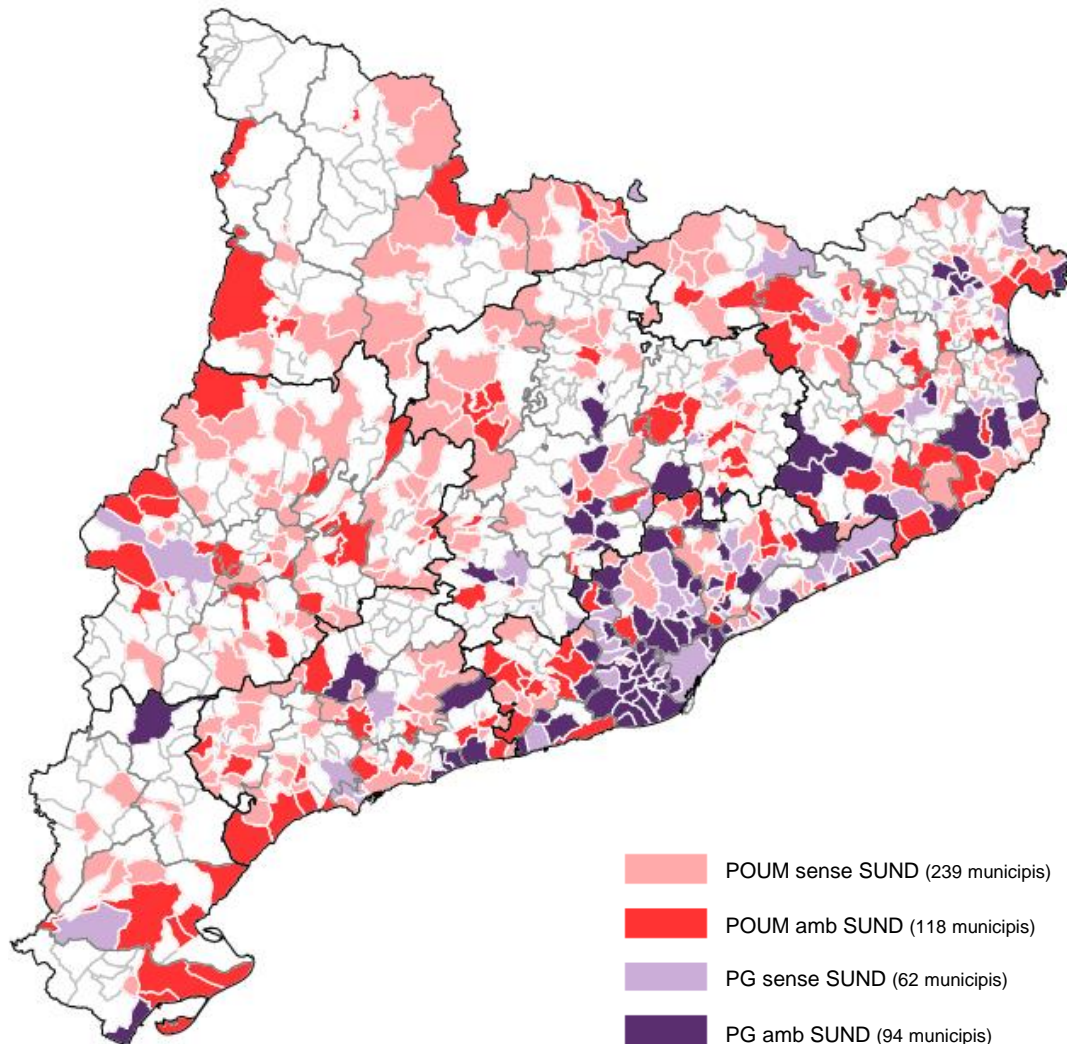 POUM sense SUND (239 municipis)
POUM amb SUND (118 municipis)
PG sense SUND (62 municipis)
PG amb SUND (94 municipis)